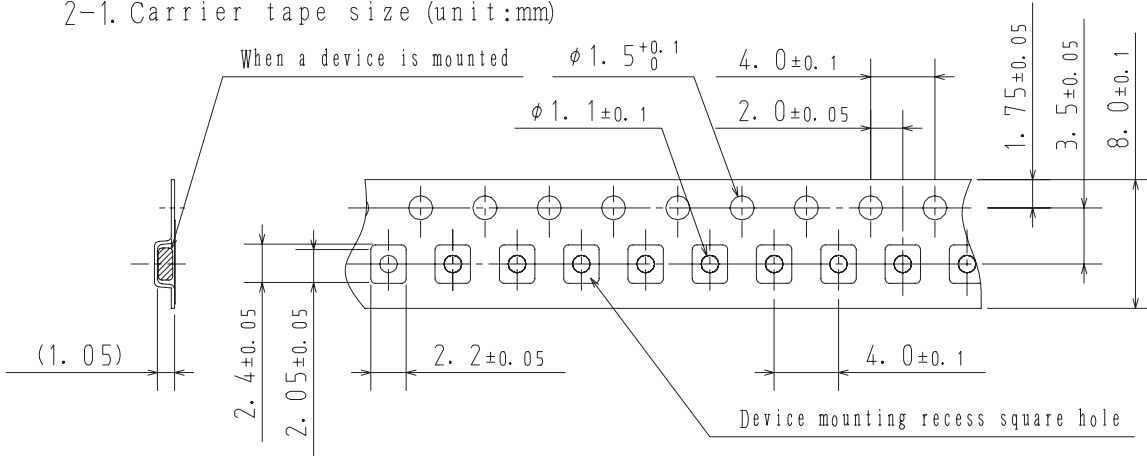 2-1. Carrier tape size (unit:mm)
When a device is mounted
φ1.5 +0.1 0
4.0±0.1
φ1.1±0.1
2.0±0.05
1.75±0.05
3.5±0.05
8.0±0.1
(1.05)
2.4±0.05
2.05±0.05
2.2±0.05
4.0±0.1
Device mounting recess square hole